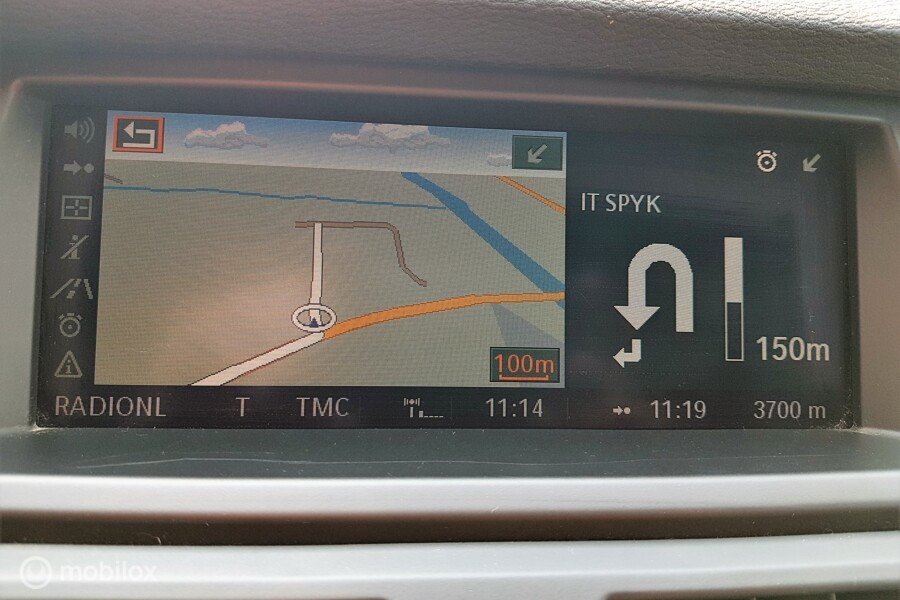 IT SPYK
150m
100m
RADIONL T TMC 11:14 11:19 3700 m
mobilox